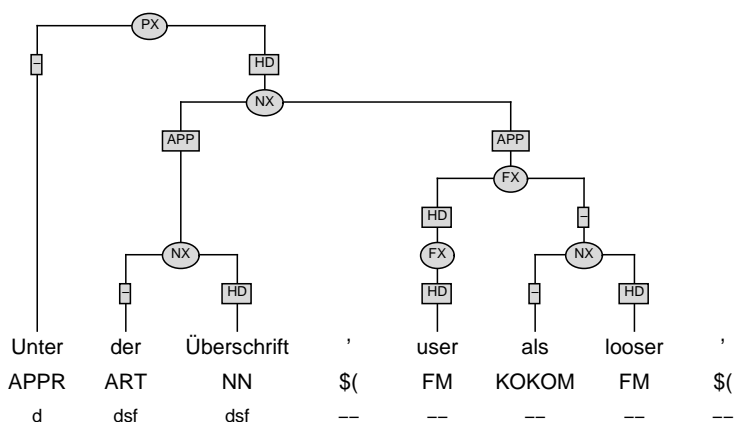 PX
– HD
NX
APP APP
FX
HD –
NX FX NX
– HD HD – HD
Unter der Überschrift ' user als looser '
APPR ART NN $( FM KOKOM FM $(
d dsf dsf –– –– –– –– ––